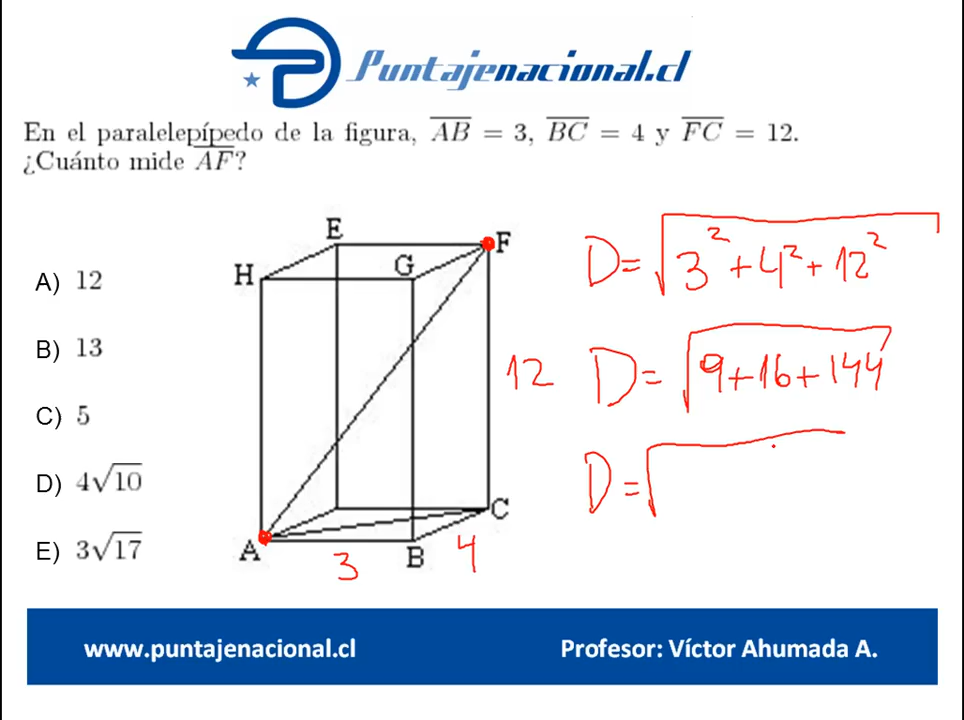 Puntajenacional.cl
En el paralelepípedo de la figura, AB = 3, BC = 4 y FC = 12.
¿Cuánto mide AF?
A) 12
B) 13
C) 5
D) 4√10
E) 3√17
E
F
H
G
12
C
A
B
3
4
D=√3²+4²+12²
D=√9+16+144
D=√
www.puntajenacional.cl
Profesor: Víctor Ahumada A.